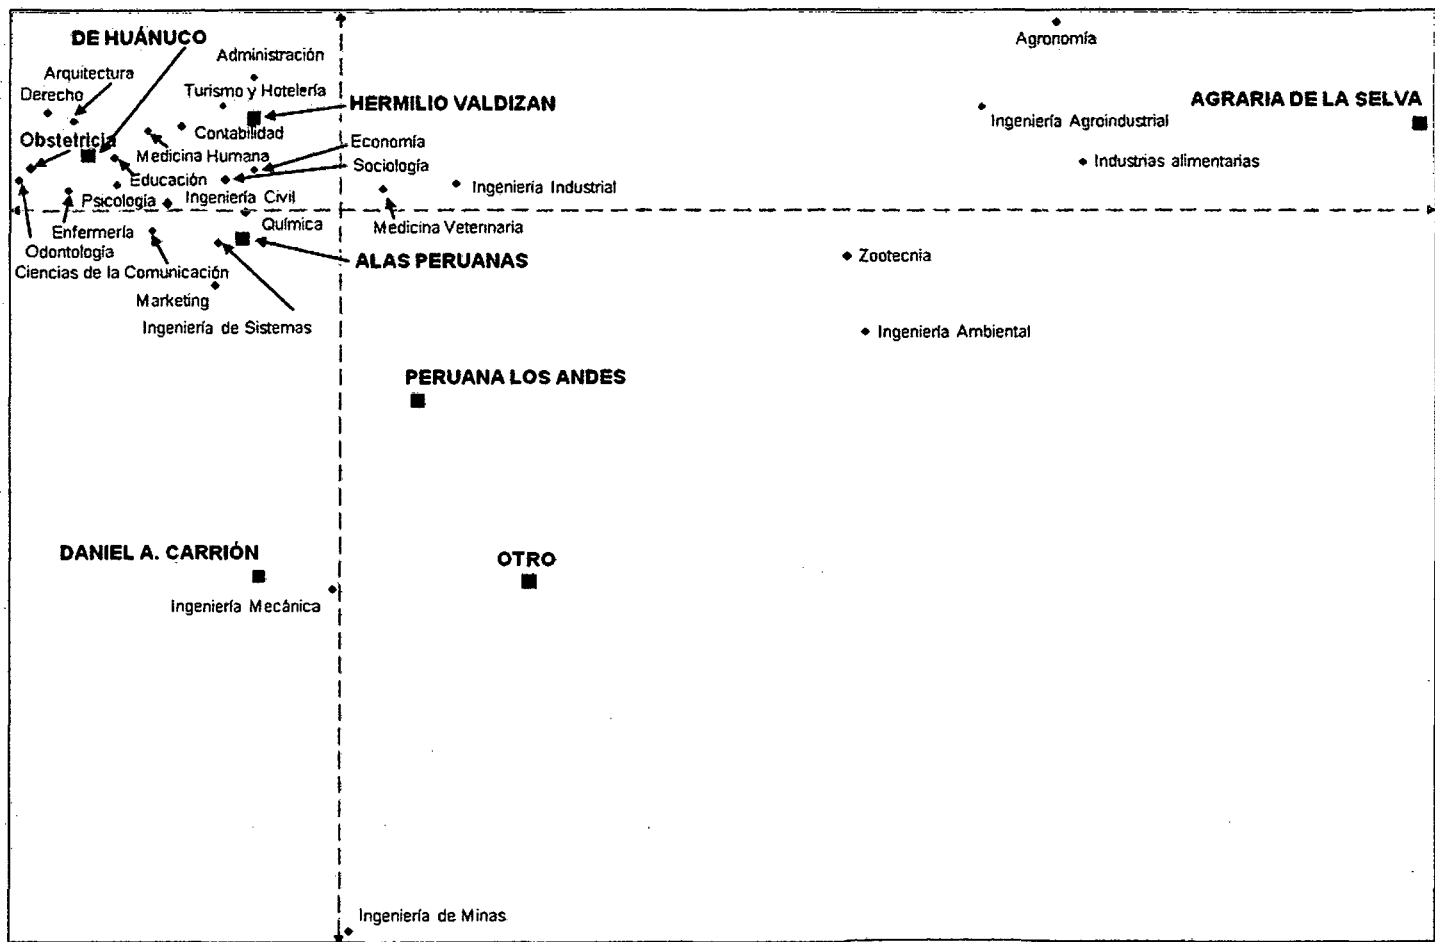 DE HUÁNUCO
Administración
Agronomía
Arquitectura
Derecho
Turismo y Hotelería
HERMILIO VALDIZAN
AGRARIA DE LA SELVA
Ingeniería Agroindustrial
Obstetricia
Contabilidad
Economía
Medicina Humana
Sociología
Industrias alimentarias
Educación
Ingeniería Industrial
Psicología
Ingeniería Civil
Enfermería
Química
Medicina Veterinaria
Odontología
Zootecnia
Ciencias de la Comunicación
ALAS PERUANAS
Marketing
Ingeniería de Sistemas
Ingeniería Ambiental
PERUANA LOS ANDES
DANIEL A. CARRIÓN
OTRO
Ingeniería Mecánica
Ingeniería de Minas